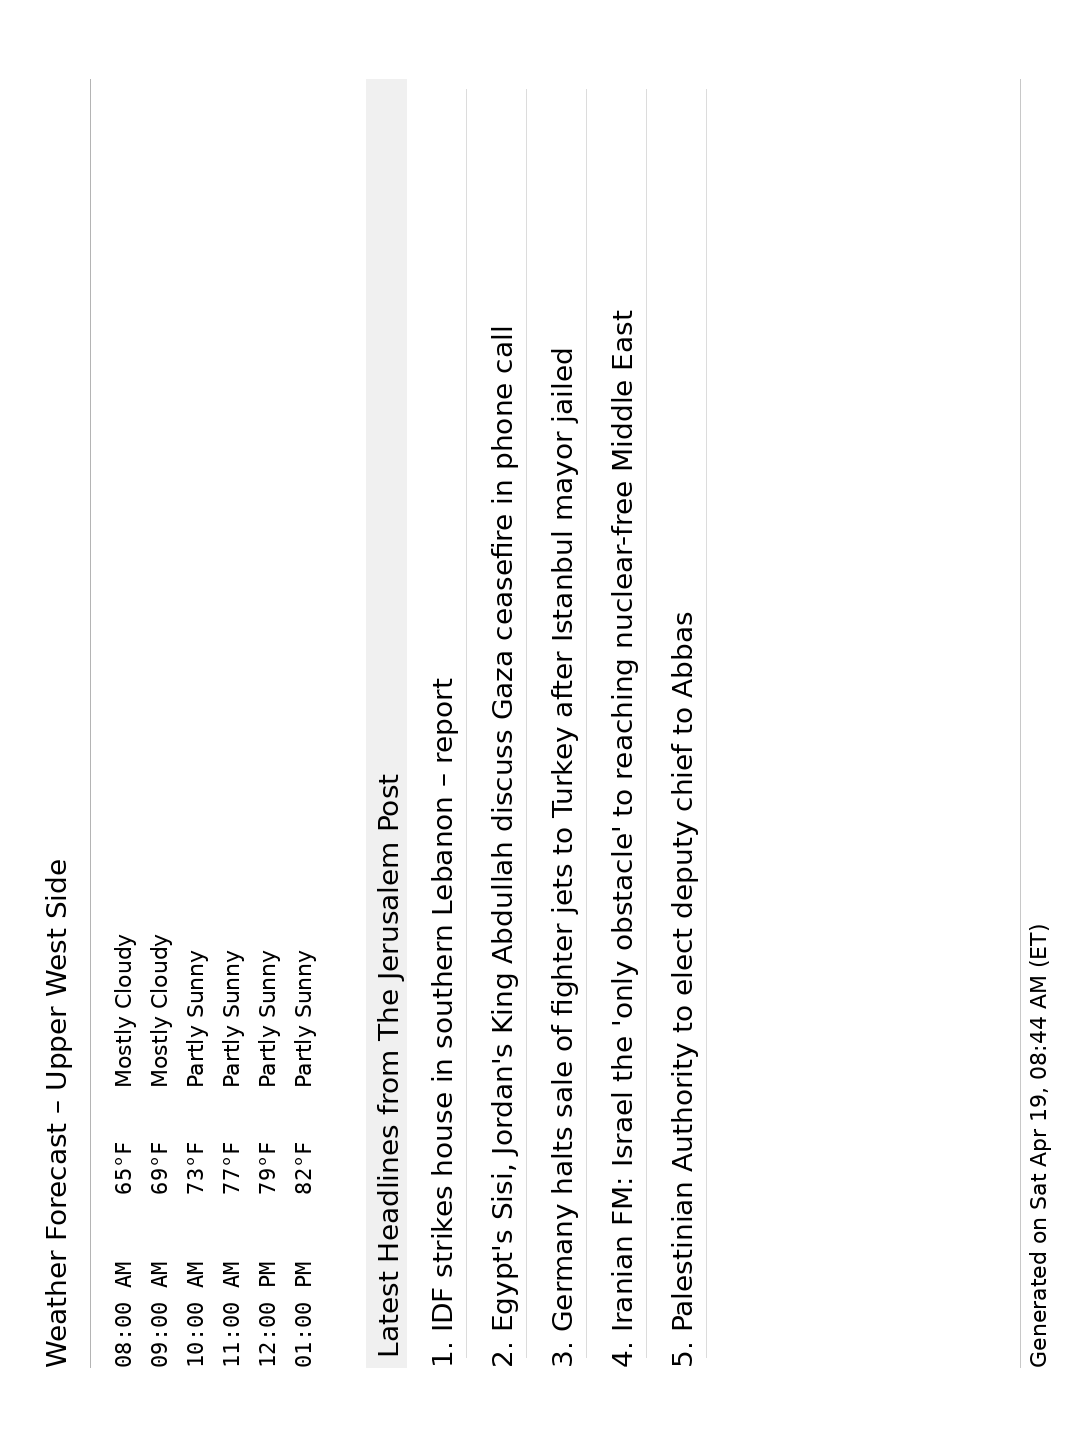 Weather Forecast – Upper West Side
08:00 AM 65°F Mostly Cloudy
09:00 AM 69°F Mostly Cloudy
10:00 AM 73°F Partly Sunny
11:00 AM 77°F Partly Sunny
12:00 PM 79°F Partly Sunny
01:00 PM 82°F Partly Sunny
Latest Headlines from The Jerusalem Post
1. IDF strikes house in southern Lebanon – report
2. Egypt's Sisi, Jordan's King Abdullah discuss Gaza ceasefire in phone call
3. Germany halts sale of fighter jets to Turkey after Istanbul mayor jailed
4. Iranian FM: Israel the 'only obstacle' to reaching nuclear-free Middle East
5. Palestinian Authority to elect deputy chief to Abbas
Generated on Sat Apr 19, 08:44 AM (ET)